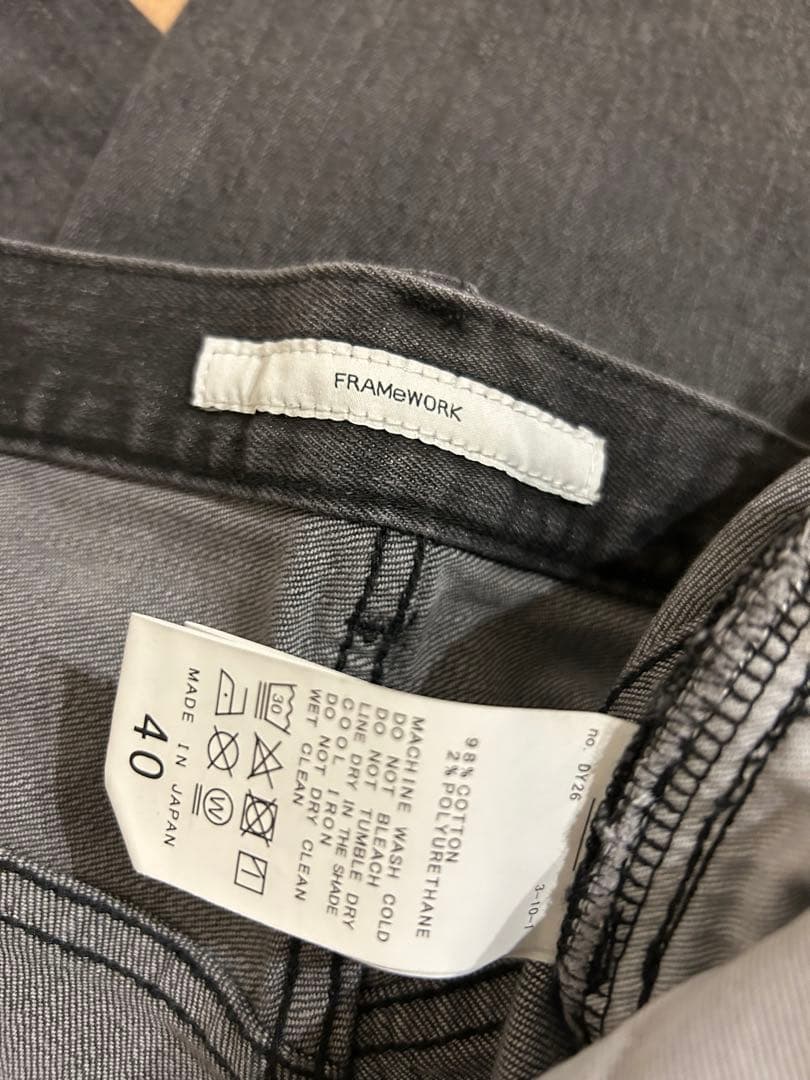 FRAMeWORK
no. DY26
3-10-1
98% COTTON
2% POLYURETHANE
MACHINE WASH COLD
DO NOT BLEACH
DO NOT TUMBLE DRY
LINE DRY IN THE SHADE
COOL IRON
DO NOT DRY CLEAN
WET CLEAN
30
W
MADE IN JAPAN
40